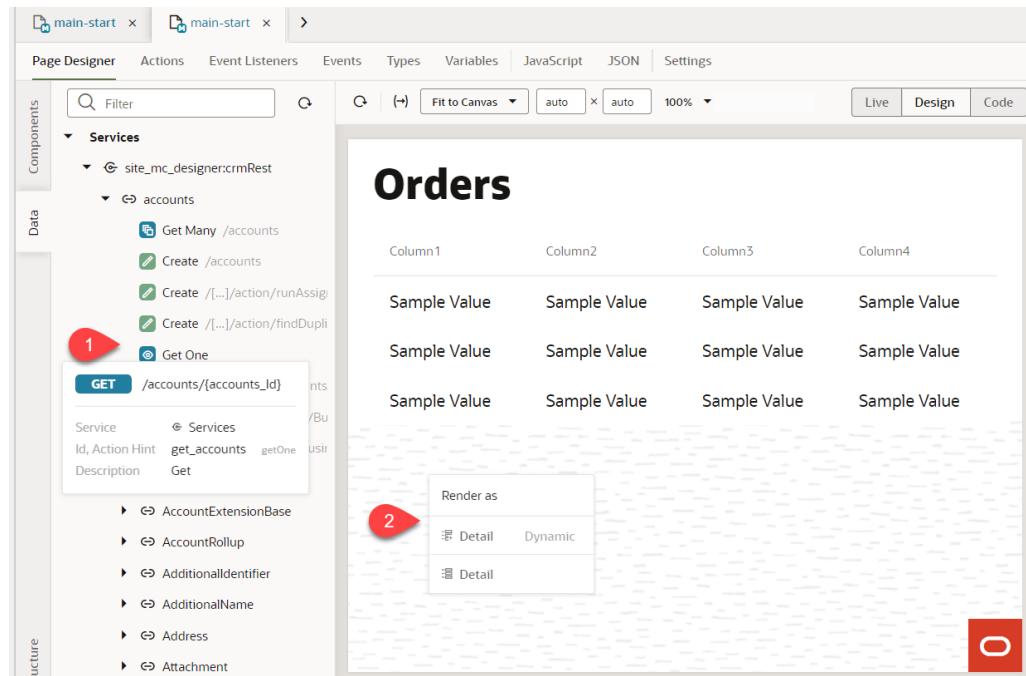 main-start × main-start ×
Page Designer Actions Event Listeners Events Types Variables JavaScript JSON Settings
Components
Data
Filter
Fit to Canvas auto × auto 100% Live Design Code
Services
site_mc_designer:crmRest
accounts
Get Many /accounts
Create /accounts
Create /[...]/action/runAssig
Create /[...]/action/findDupli
Get One
1
GET /accounts/{accounts_Id}
Service Services
Id, Action Hint get_accounts getOne
Description Get
nts
/Bu
usin
AccountExtensionBase
AccountRollup
AdditionalIdentifier
AdditionalName
Address
Attachment
ucture
Orders
Column1 Column2 Column3 Column4
Sample Value Sample Value Sample Value Sample Value
Sample Value Sample Value Sample Value Sample Value
Sample Value Sample Value Sample Value Sample Value
2
Render as
Detail Dynamic
Detail